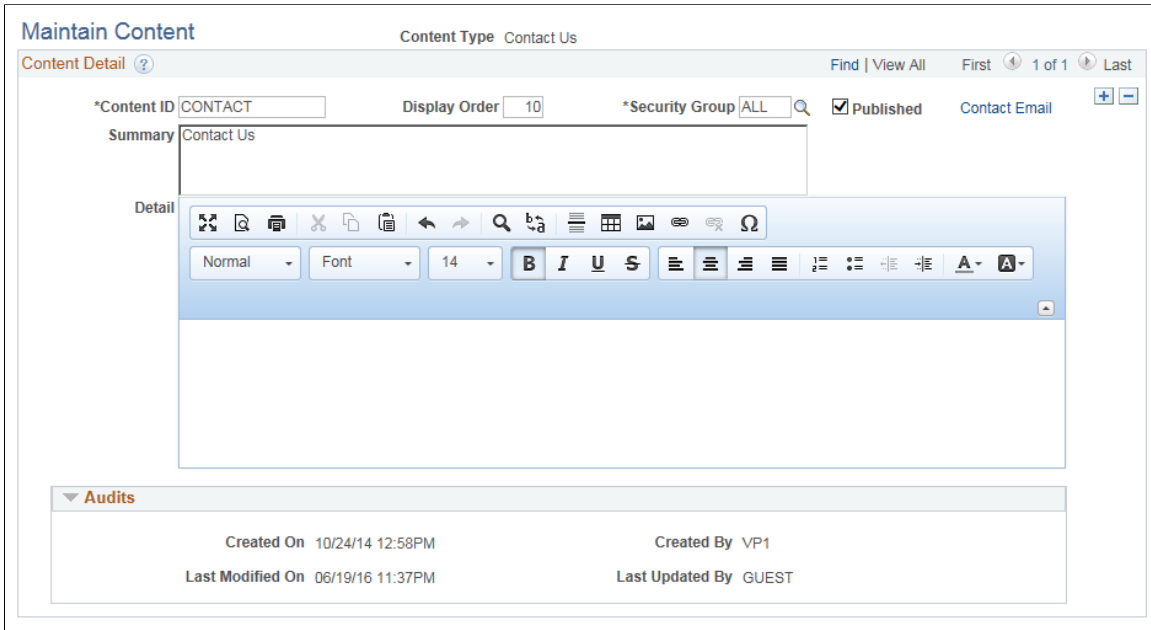 Maintain Content
Content Type Contact Us
Content Detail ? Find | View All First 1 of 1 Last
*Content ID CONTACT Display Order 10 *Security Group ALL Published Contact Email
Summary Contact Us
Detail
Normal Font 14 B I U S A A
Audits
Created On 10/24/14 12:58PM Created By VP1
Last Modified On 06/19/16 11:37PM Last Updated By GUEST